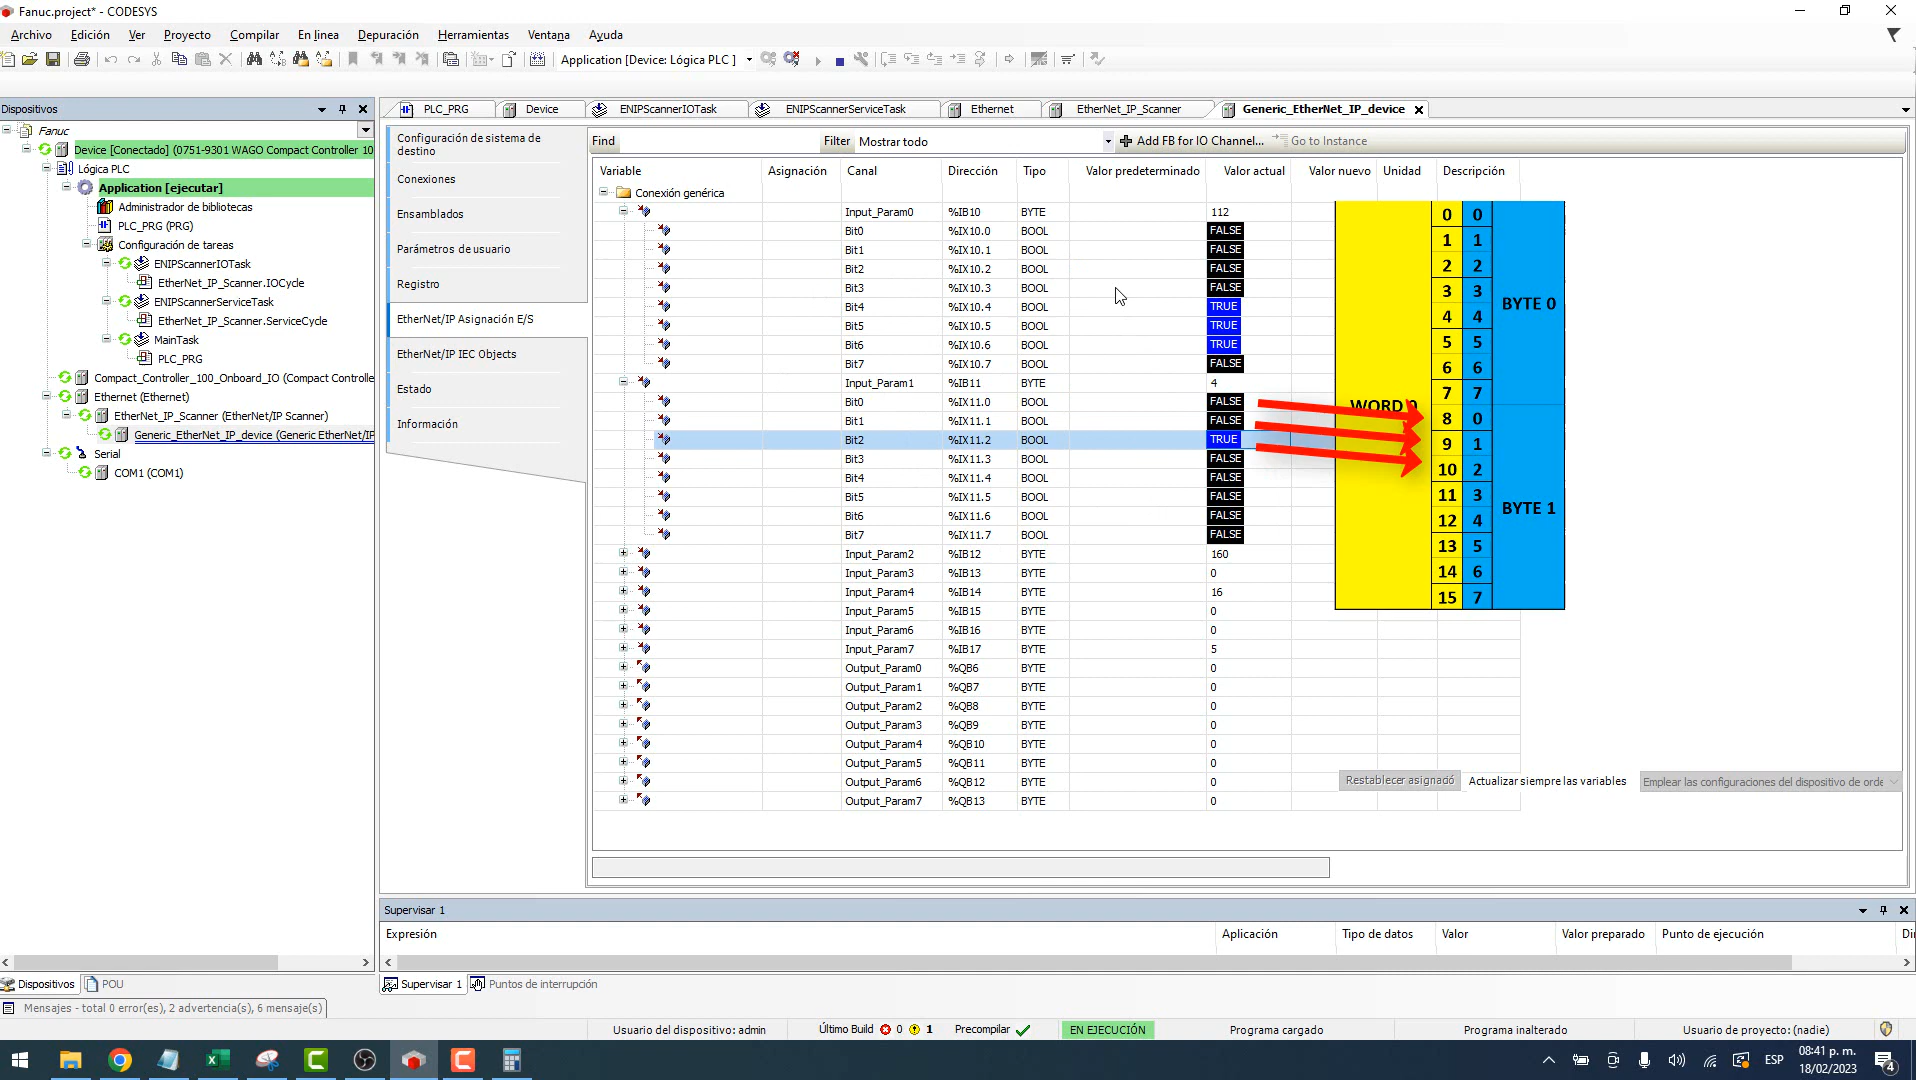 Fanuc.project* - CODESYS
Archivo Edición Ver Proyecto Compilar En línea Depuración Herramientas Ventana Ayuda
Application [Device: Lógica PLC ]
Dispositivos
PLC_PRG Device ENIPScannerIOTask ENIPScannerServiceTask Ethernet EtherNet_IP_Scanner Generic_EtherNet_IP_device
Fanuc
Device [Conectado] (0751-9301 WAGO Compact Controller 10
Lógica PLC
Application [ejecutar]
Administrador de bibliotecas
PLC_PRG (PRG)
Configuración de tareas
ENIPScannerIOTask
EtherNet_IP_Scanner.IOCycle
ENIPScannerServiceTask
EtherNet_IP_Scanner.ServiceCycle
MainTask
PLC_PRG
Compact_Controller_100_Onboard_IO (Compact Controlle
Ethernet (Ethernet)
EtherNet_IP_Scanner (EtherNet/IP Scanner)
Generic_EtherNet_IP_device (Generic EtherNet/IP
Serial
COM1 (COM1)
Configuración de sistema de
destino
Conexiones
Ensamblados
Parámetros de usuario
Registro
EtherNet/IP Asignación E/S
EtherNet/IP IEC Objects
Estado
Información
Find Filter Mostrar todo Add FB for IO Channel... Go to Instance
Variable Asignación Canal Dirección Tipo Valor predeterminado Valor actual Valor nuevo Unidad Descripción
Conexión genérica
Input_Param0 %IB10 BYTE 112
Bit0 %IX10.0 BOOL FALSE
Bit1 %IX10.1 BOOL FALSE
Bit2 %IX10.2 BOOL FALSE
Bit3 %IX10.3 BOOL FALSE
Bit4 %IX10.4 BOOL TRUE
Bit5 %IX10.5 BOOL TRUE
Bit6 %IX10.6 BOOL TRUE
Bit7 %IX10.7 BOOL FALSE
Input_Param1 %IB11 BYTE 4
Bit0 %IX11.0 BOOL FALSE
Bit1 %IX11.1 BOOL FALSE
Bit2 %IX11.2 BOOL TRUE
Bit3 %IX11.3 BOOL FALSE
Bit4 %IX11.4 BOOL FALSE
Bit5 %IX11.5 BOOL FALSE
Bit6 %IX11.6 BOOL FALSE
Bit7 %IX11.7 BOOL FALSE
Input_Param2 %IB12 BYTE 160
Input_Param3 %IB13 BYTE 0
Input_Param4 %IB14 BYTE 16
Input_Param5 %IB15 BYTE 0
Input_Param6 %IB16 BYTE 0
Input_Param7 %IB17 BYTE 5
Output_Param0 %QB6 BYTE 0
Output_Param1 %QB7 BYTE 0
Output_Param2 %QB8 BYTE 0
Output_Param3 %QB9 BYTE 0
Output_Param4 %QB10 BYTE 0
Output_Param5 %QB11 BYTE 0
Output_Param6 %QB12 BYTE 0
Output_Param7 %QB13 BYTE 0
WORD 0
0 0
1 1
2 2
3 3
4 4
5 5
6 6
7 7
8 0
9 1
10 2
11 3
12 4
13 5
14 6
15 7
BYTE 0
BYTE 1
Restablecer asignació Actualizar siempre las variables Emplear las configuraciones del dispositivo de orde
Supervisar 1
Expresión Aplicación Tipo de datos Valor Valor preparado Punto de ejecución Di
Dispositivos POU Supervisar 1 Puntos de interrupción
Mensajes - total 0 error(es), 2 advertencia(s), 6 mensaje(s)
Usuario del dispositivo: admin Último Build 0 1 Precompilar EN EJECUCIÓN Programa cargado Programa inalterado Usuario de proyecto: (nadie)
ESP 08:41 p. m.
18/02/2023
4